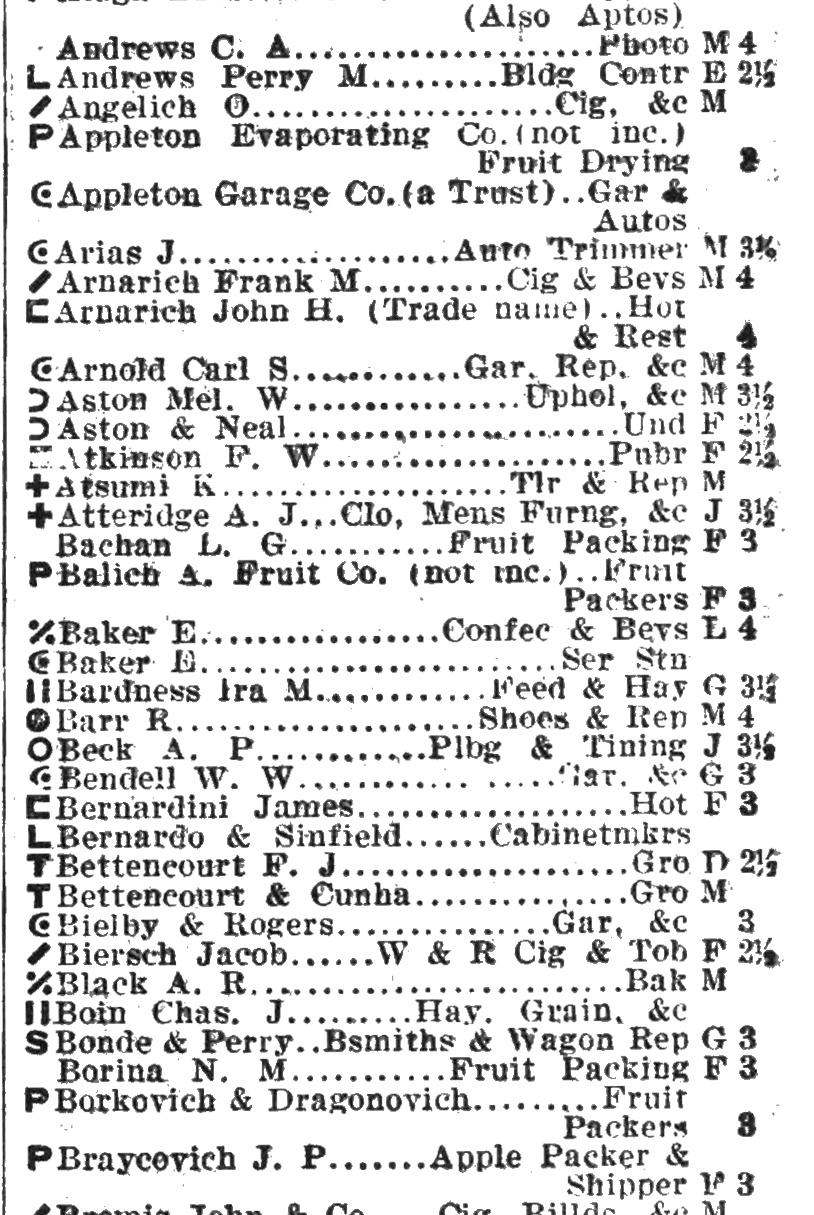 (Also Aptos)
Andrews C. A.....................Photo M 4
L Andrews Perry M.........Bldg Contr E 2½
Angelich O....................Cig, &c M
P Appleton Evaporating Co.(not inc.)
Fruit Drying
Appleton Garage Co.(a Trust)..Gar &
Autos
Arias J...................Auto Trimmer M 3½
Arnarich Frank M..........Cig & Bevs M 4
Arnarich John H. (Trade name)..Hot
& Rest 4
Arnold Carl S............Gar. Rep. &c M 4
Aston Mel. W................Uphol, &c M 3½
Aston & Neal.......................Und F 2½
Atkinson F. W...................Pubr F 2½
+ Atsumi K....................Tlr & Rep M
+ Atteridge A. J...Clo, Mens Furng, &c J 3½
Bachan L. G...........Fruit Packing F 3
P Balich A. Fruit Co. (not inc.)..Fruit
Packers F 3
% Baker E.................Confec & Bevs L 4
Baker E.........................Ser Stn
Bardness Ira M............Feed & Hay G 3½
Barr R.....................Shoes & Rep M 4
O Beck A. P............Plbg & Tining J 3½
Bendell W. W................Gar. &c G 3
Bernardini James...................Hot F 3
L Bernardo & Sinfield......Cabinetmkrs
T Bettencourt F. J....................Gro D 2½
T Bettencourt & Cunha...............Gro M
Bielby & Rogers...............Gar, &c 3
Biersch Jacob......W & R Cig & Tob F 2½
% Black A. R..........................Bak M
Boin Chas. J.........Hay. Grain, &c
S Bonde & Perry..Bsmiths & Wagon Rep G 3
Borina N. M...........Fruit Packing F 3
P Borkovich & Dragonovich.........Fruit
Packers 3
P Braycovich J. P.......Apple Packer &
Shipper F 3
John & Co....Cig, Billds, &c M